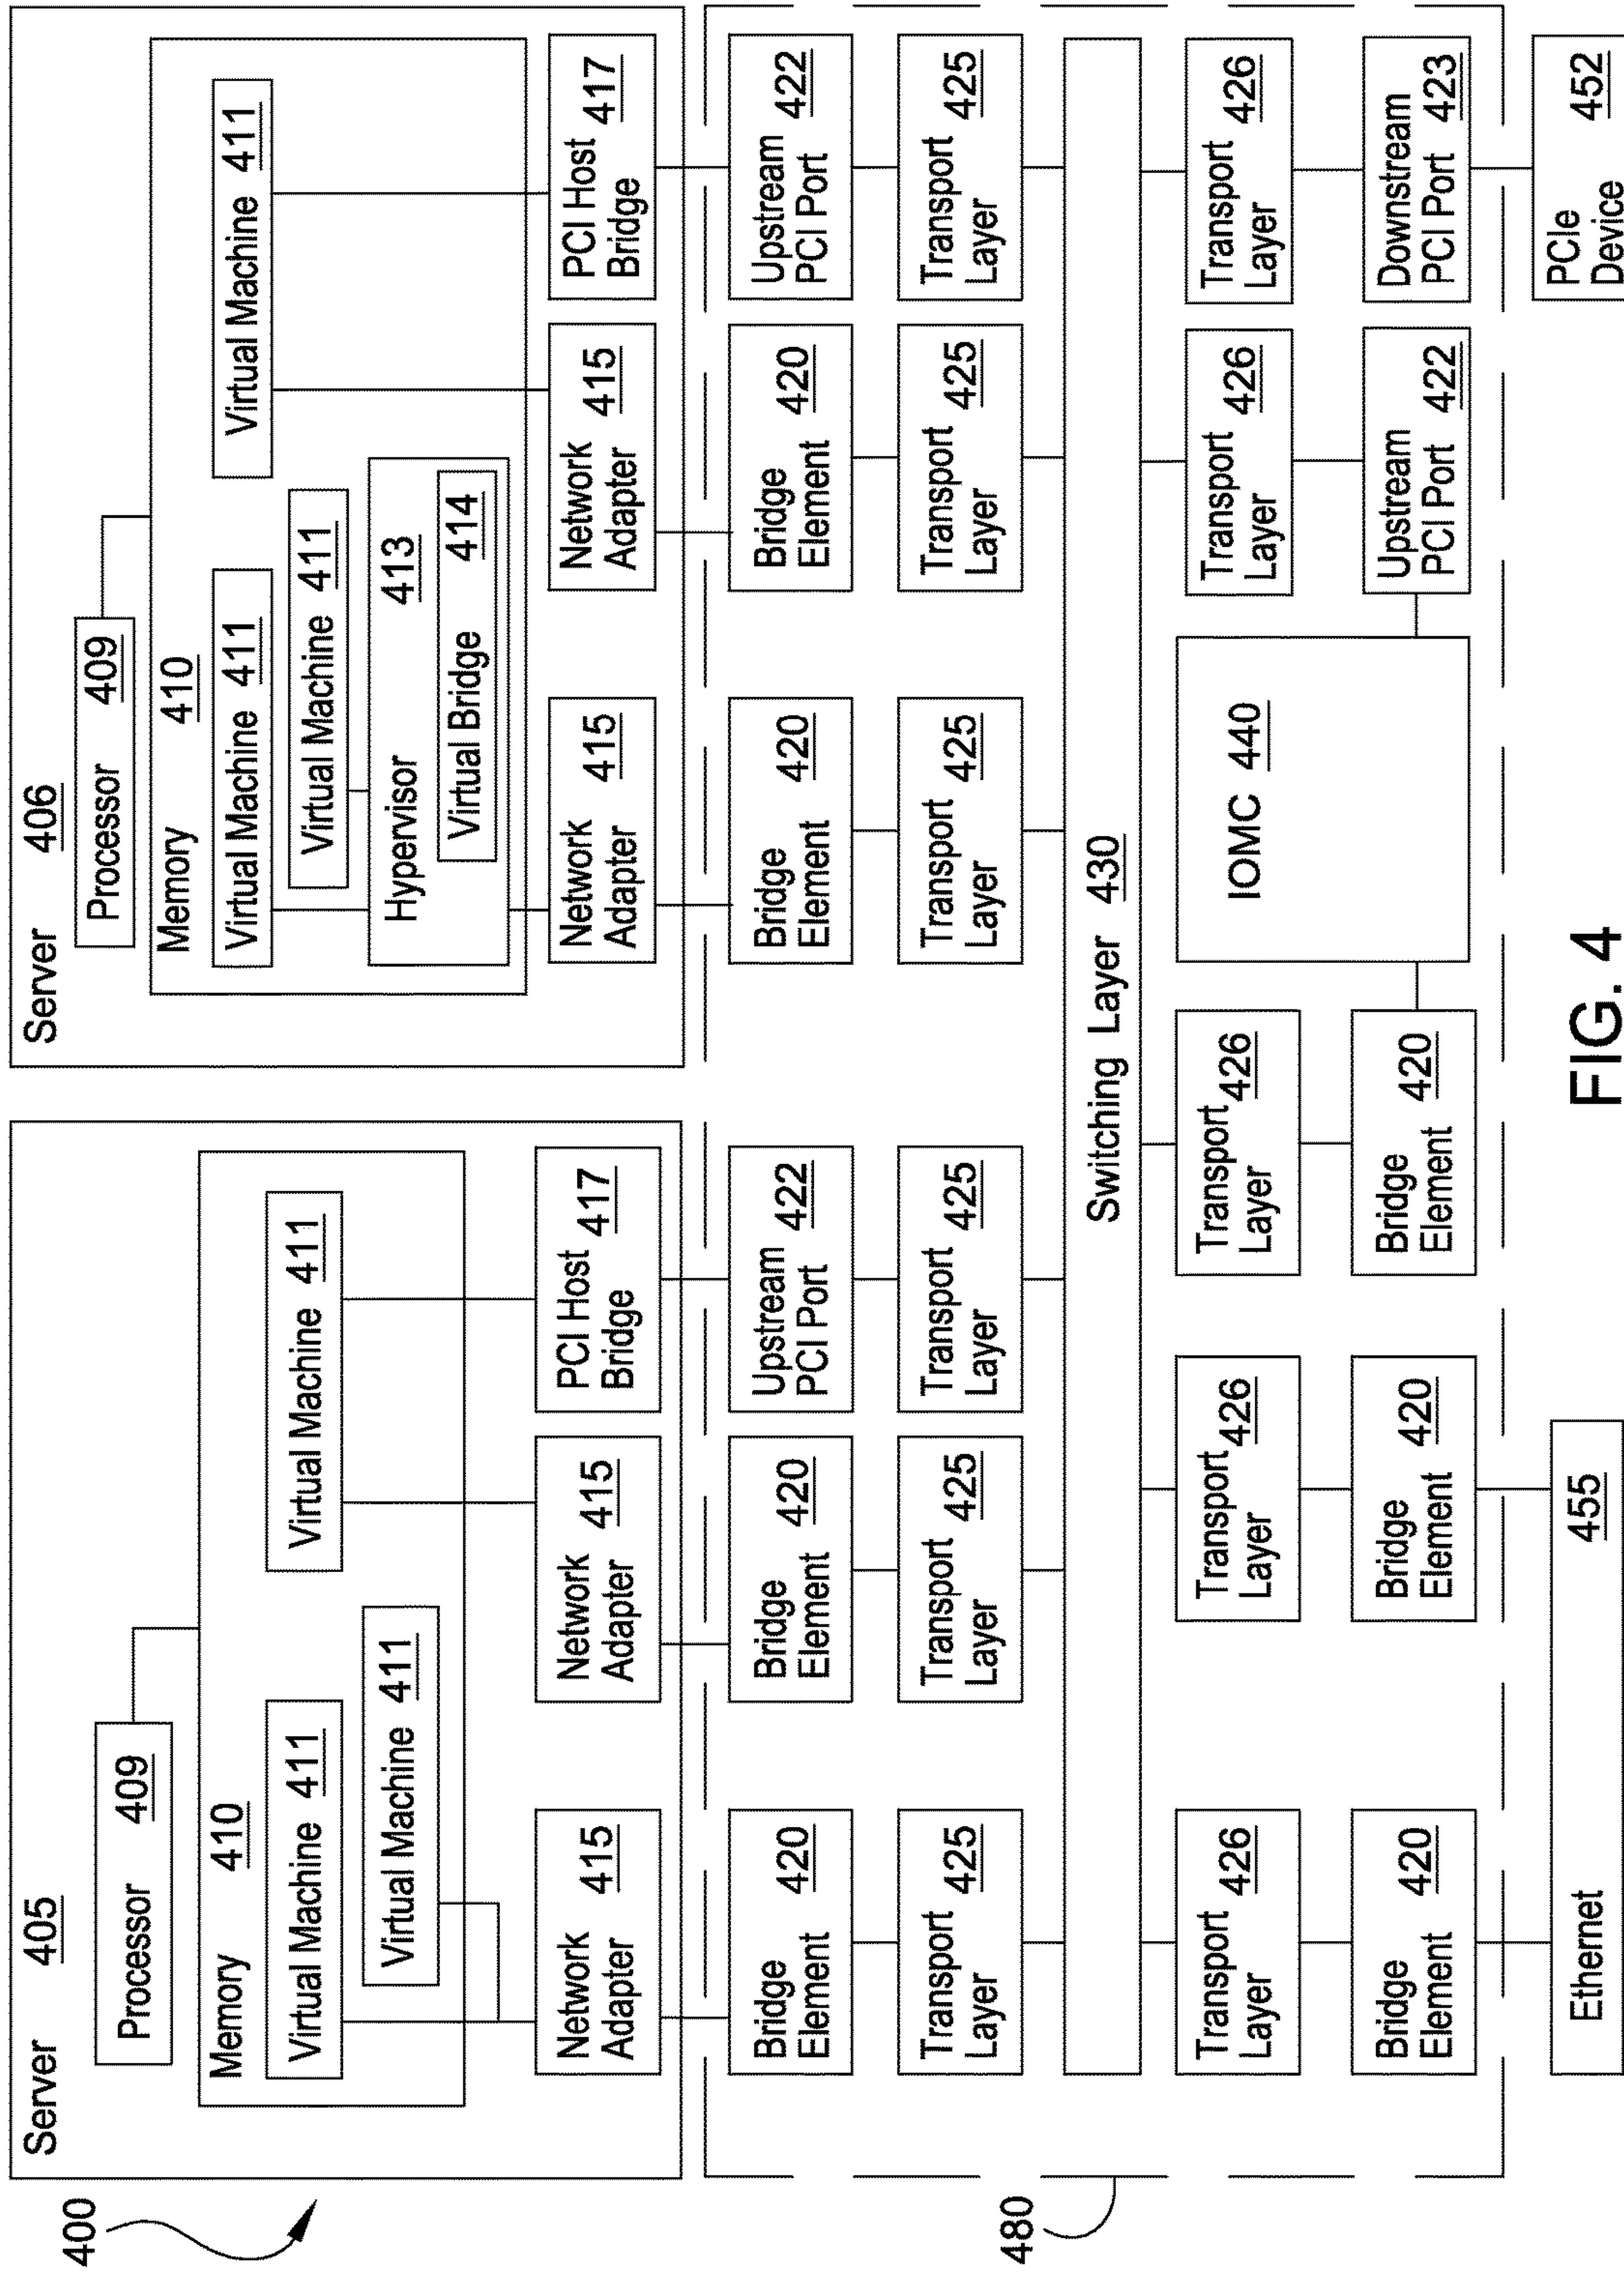 400
Server 405
Processor 409
Memory 410
Virtual Machine 411
Virtual Machine 411
Virtual Machine 411
Network
Adapter 415
Network
Adapter 415
PCI Host
Bridge 417
Server 406
Processor 409
Memory 410
Virtual Machine 411
Virtual Machine 411
Virtual Machine 411
Hypervisor 413
Virtual Bridge 414
Network
Adapter 415
Network
Adapter 415
PCI Host
Bridge 417
480
Bridge
Element 420
Bridge
Element 420
Upstream
PCI Port 422
Bridge
Element 420
Bridge
Element 420
Upstream
PCI Port 422
Transport
Layer 425
Transport
Layer 425
Transport
Layer 425
Transport
Layer 425
Transport
Layer 425
Transport
Layer 425
Switching Layer 430
Transport
Layer 426
Transport
Layer 426
Transport
Layer 426
IOMC 440
Transport
Layer 426
Transport
Layer 426
Bridge
Element 420
Bridge
Element 420
Bridge
Element 420
Upstream
PCI Port 422
Downstream
PCI Port 423
Ethernet 455
PCIe
Device 452
FIG. 4